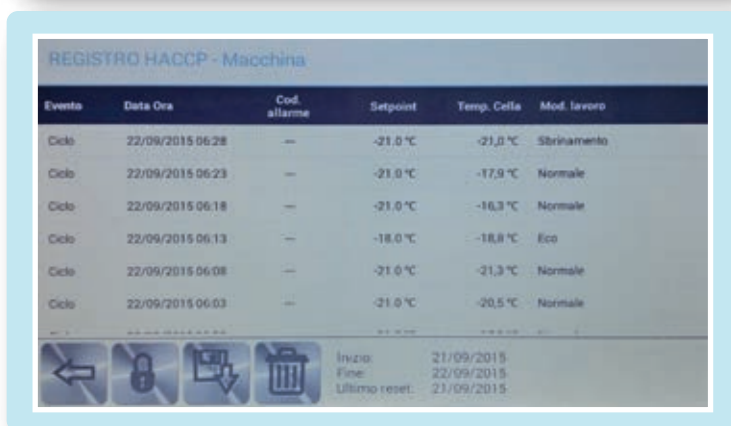 REGISTRO HACCP - Macchina
Evento Data Ora Cod. allarme Setpoint Temp. Cella Mod. lavoro
Ciclo 22/09/2015 06:28 --- -21.0 °C -21,0 °C Sbrinamento
Ciclo 22/09/2015 06:23 --- -21.0 °C -17,9 °C Normale
Ciclo 22/09/2015 06:18 --- -21.0 °C -16,3 °C Normale
Ciclo 22/09/2015 06:13 --- -18.0 °C -18,8 °C Eco
Ciclo 22/09/2015 06:08 --- -21.0 °C -21,3 °C Normale
Ciclo 22/09/2015 06:03 --- -21.0 °C -20,5 °C Normale
Inizio: 21/09/2015
Fine: 22/09/2015
Ultimo reset: 21/09/2015